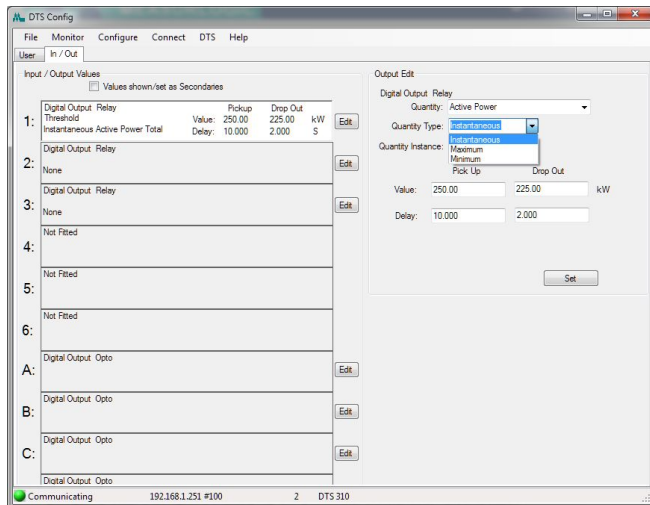 DTS Config
File Monitor Configure Connect DTS Help
User In / Out
Input / Output Values
Values shown/set as Secondaries
1:
Digital Output Relay Pickup Drop Out
Threshold Value: 250.00 225.00 kW
Instantaneous Active Power Total Delay: 10.000 2.000 S
Edit
2:
Digital Output Relay
None
Edit
3:
Digital Output Relay
None
Edit
4:
Not Fitted
5:
Not Fitted
6:
Not Fitted
A:
Digital Output Opto
Edit
B:
Digital Output Opto
Edit
C:
Digital Output Opto
Edit
Digital Output Opto
Output Edit
Digital Output Relay
Quantity: Active Power
Quantity Type: Instantaneous
Instantaneous
Maximum
Minimum
Quantity Instance:
Pick Up Drop Out
Value: 250.00 225.00 kW
Delay: 10.000 2.000
Set
Communicating 192.168.1.251 #100 2 DTS 310